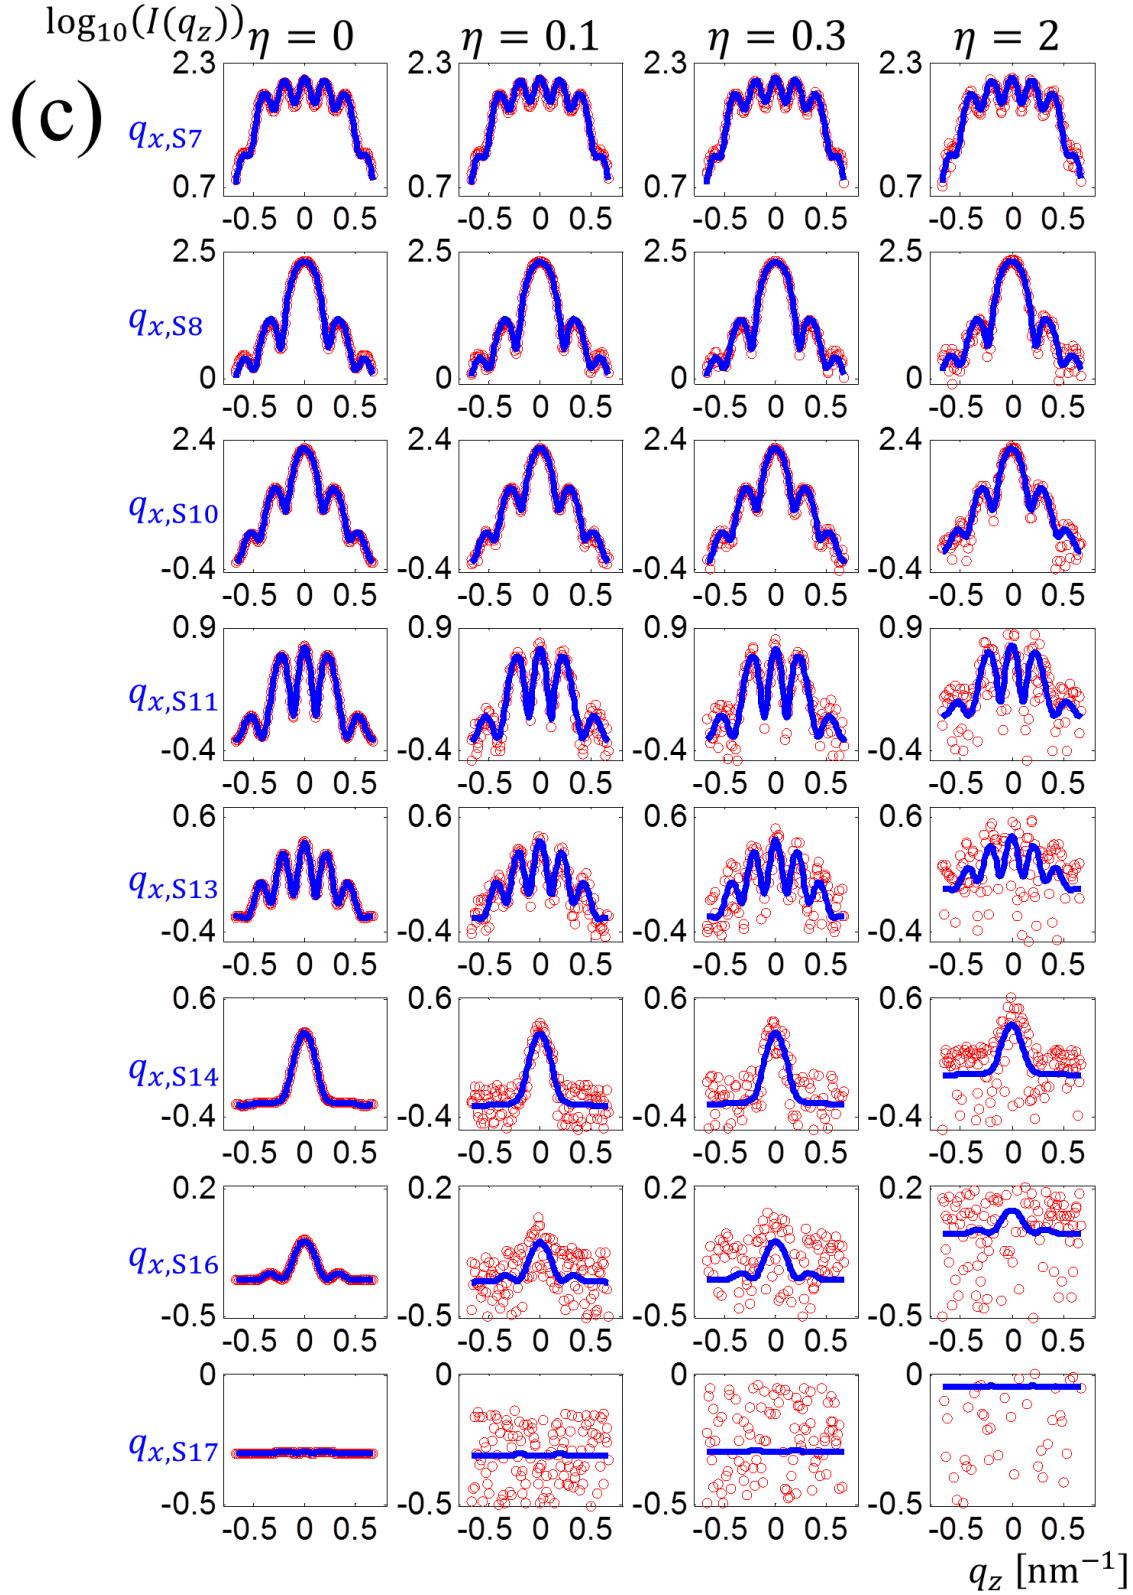 log₁₀(I(q_z)) η = 0 η = 0.1 η = 0.3 η = 2
(c)
q_x,S7
2.3 2.3 2.3 2.3
0.7 0.7 0.7 0.7
-0.5 0 0.5 -0.5 0 0.5 -0.5 0 0.5 -0.5 0 0.5
q_x,S8
2.5 2.5 2.5 2.5
0 0 0 0
-0.5 0 0.5 -0.5 0 0.5 -0.5 0 0.5 -0.5 0 0.5
q_x,S10
2.4 2.4 2.4 2.4
-0.4 -0.4 -0.4 -0.4
-0.5 0 0.5 -0.5 0 0.5 -0.5 0 0.5 -0.5 0 0.5
q_x,S11
0.9 0.9 0.9 0.9
-0.4 -0.4 -0.4 -0.4
-0.5 0 0.5 -0.5 0 0.5 -0.5 0 0.5 -0.5 0 0.5
q_x,S13
0.6 0.6 0.6 0.6
-0.4 -0.4 -0.4 -0.4
-0.5 0 0.5 -0.5 0 0.5 -0.5 0 0.5 -0.5 0 0.5
q_x,S14
0.6 0.6 0.6 0.6
-0.4 -0.4 -0.4 -0.4
-0.5 0 0.5 -0.5 0 0.5 -0.5 0 0.5 -0.5 0 0.5
q_x,S16
0.2 0.2 0.2 0.2
-0.5 -0.5 -0.5 -0.5
-0.5 0 0.5 -0.5 0 0.5 -0.5 0 0.5 -0.5 0 0.5
q_x,S17
0 0 0 0
-0.5 -0.5 -0.5 -0.5
-0.5 0 0.5 -0.5 0 0.5 -0.5 0 0.5 -0.5 0 0.5
q_z [nm⁻¹]